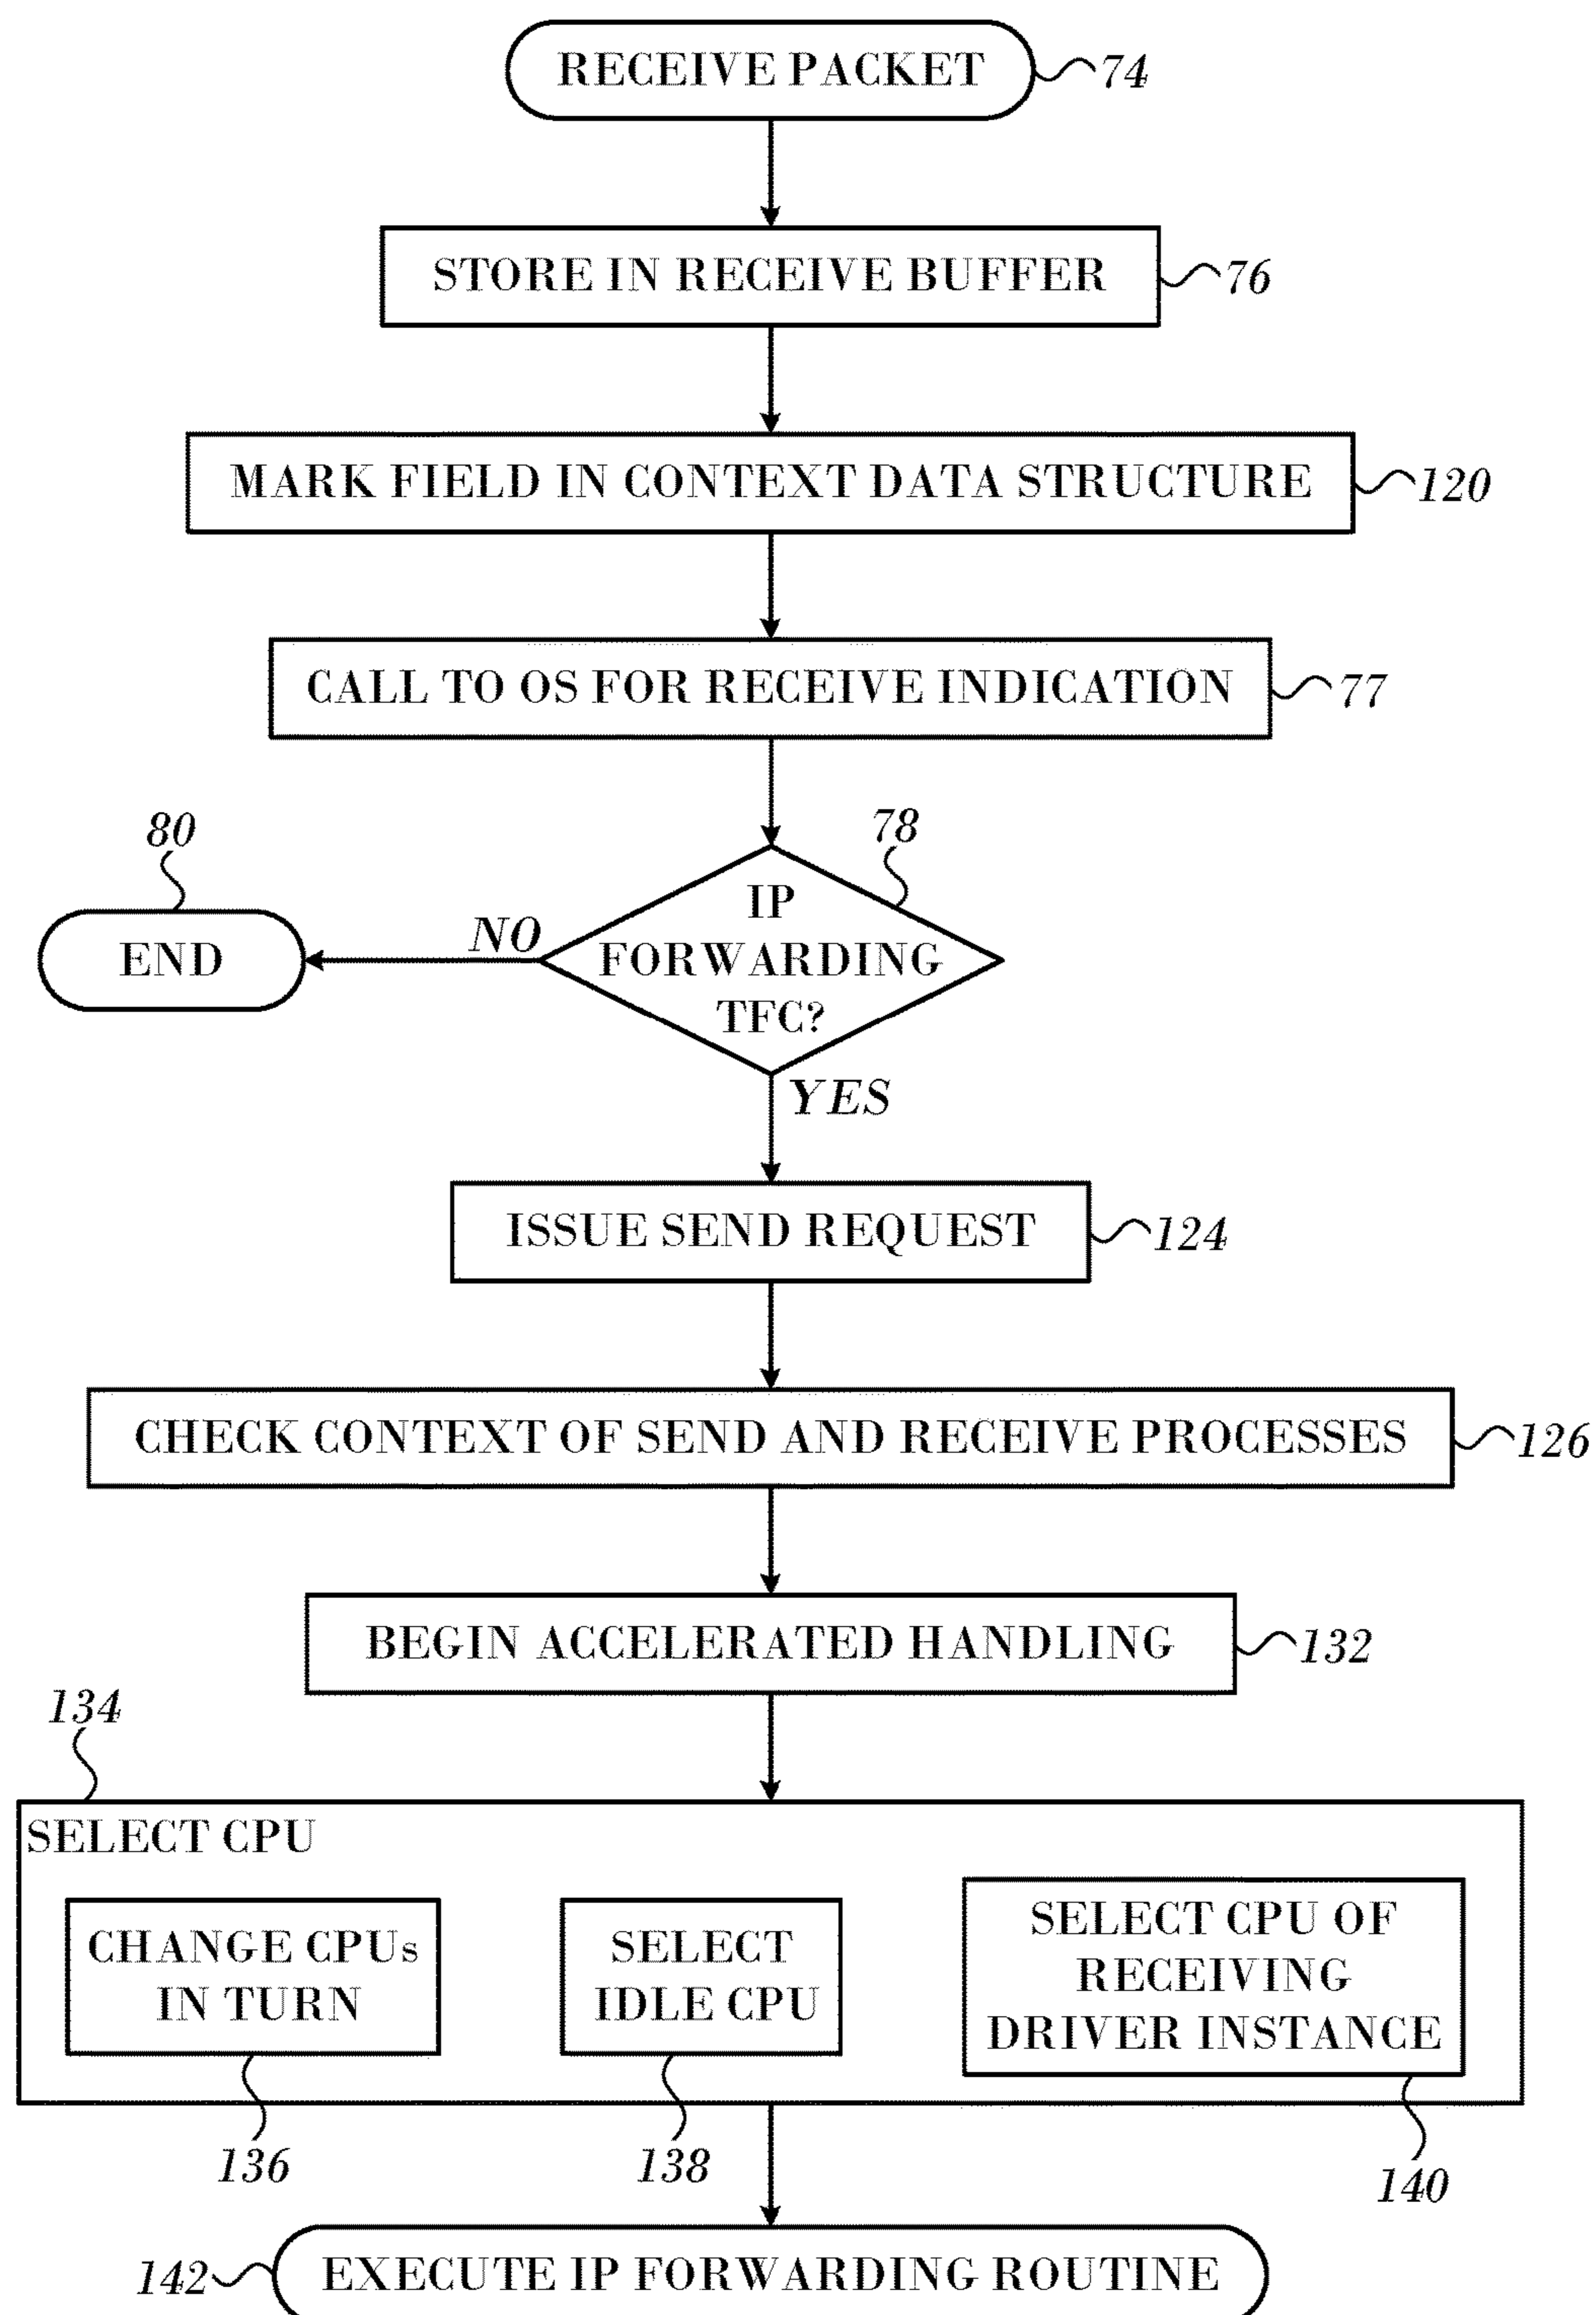 RECEIVE PACKET
74
STORE IN RECEIVE BUFFER
76
MARK FIELD IN CONTEXT DATA STRUCTURE
120
CALL TO OS FOR RECEIVE INDICATION
77
80
78
END
NO
IP
FORWARDING
TFC?
YES
ISSUE SEND REQUEST
124
CHECK CONTEXT OF SEND AND RECEIVE PROCESSES
126
BEGIN ACCELERATED HANDLING
132
134
SELECT CPU
CHANGE CPUs
IN TURN
136
SELECT
IDLE CPU
138
SELECT CPU OF
RECEIVING
DRIVER INSTANCE
140
142
EXECUTE IP FORWARDING ROUTINE